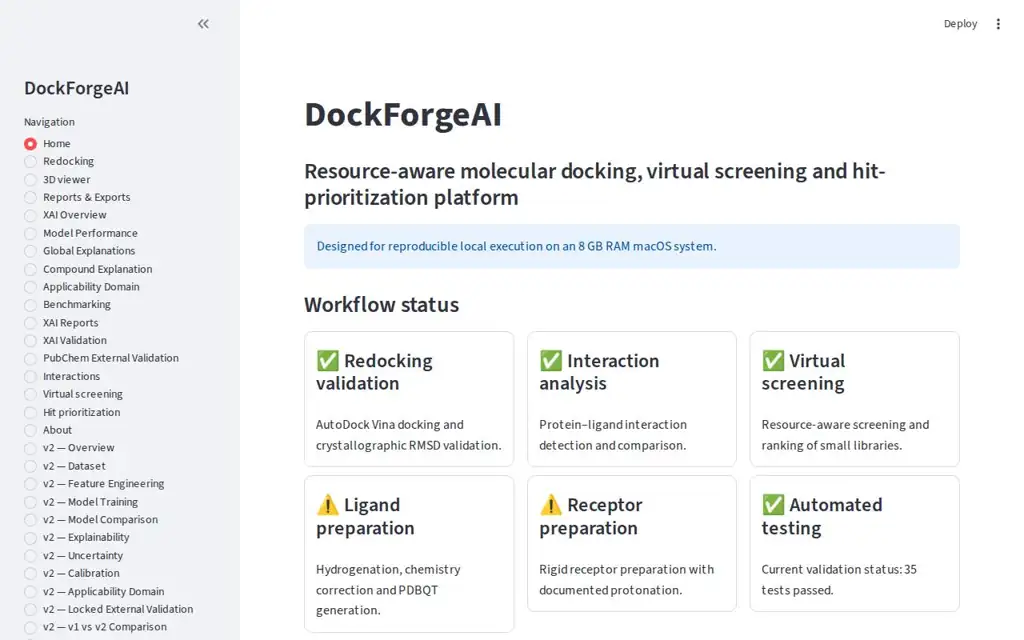 Deploy
DockForgeAI
Navigation
Home
Redocking
3D viewer
Reports & Exports
XAI Overview
Model Performance
Global Explanations
Compound Explanation
Applicability Domain
Benchmarking
XAI Reports
XAI Validation
PubChem External Validation
Interactions
Virtual screening
Hit prioritization
About
v2 — Overview
v2 — Dataset
v2 — Feature Engineering
v2 — Model Training
v2 — Model Comparison
v2 — Explainability
v2 — Uncertainty
v2 — Calibration
v2 — Applicability Domain
v2 — Locked External Validation
v2 — v1 vs v2 Comparison
DockForgeAI
Resource-aware molecular docking, virtual screening and hit-
prioritization platform
Designed for reproducible local execution on an 8 GB RAM macOS system.
Workflow status
✅ Redocking
validation
AutoDock Vina docking and
crystallographic RMSD validation.
✅ Interaction
analysis
Protein–ligand interaction
detection and comparison.
✅ Virtual
screening
Resource-aware screening and
ranking of small libraries.
⚠️ Ligand
preparation
Hydrogenation, chemistry
correction and PDBQT
generation.
⚠️ Receptor
preparation
Rigid receptor preparation with
documented protonation.
✅ Automated
testing
Current validation status: 35
tests passed.